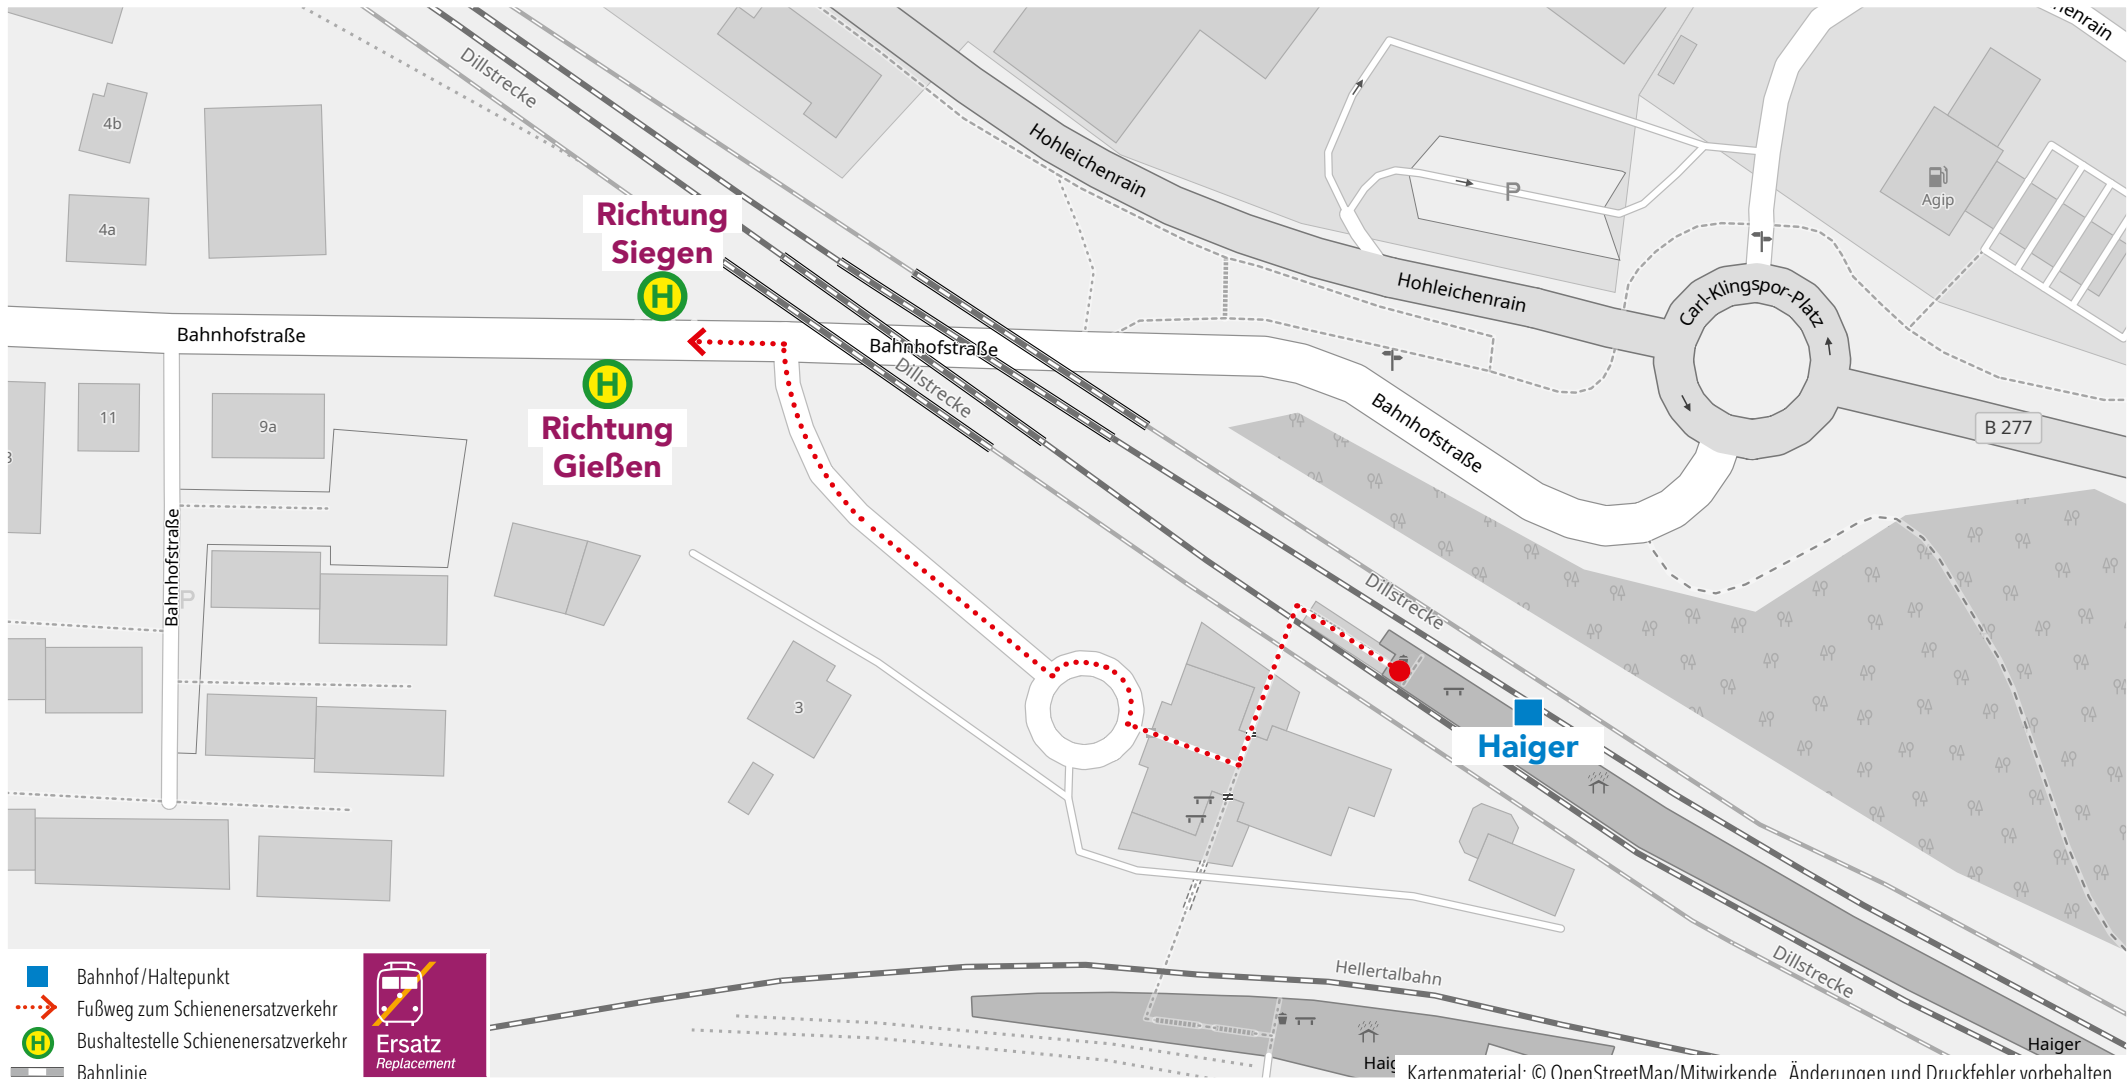 henrain
Dillstrecke
4b
Hohleichenrain
P
Agip
Richtung
Siegen
4a
H
Hohleichenrain
Carl-Klingspor-Platz
Bahnhofstraße
Bahnhofstraße
Dillstrecke
H
Richtung
Gießen
11
9a
Bahnhofstraße
B 277
Bahnhofstraße
P
Dillstrecke
3
Haiger
Hellertalbahn
Dillstrecke
Haiger
Haig
Bahnhof/Haltepunkt
Fußweg zum Schienenersatzverkehr
H
Bushaltestelle Schienenersatzverkehr
Bahnlinie
Ersatz
Replacement
Kartenmaterial: © OpenStreetMap/Mitwirkende, Änderungen und Druckfehler vorbehalten